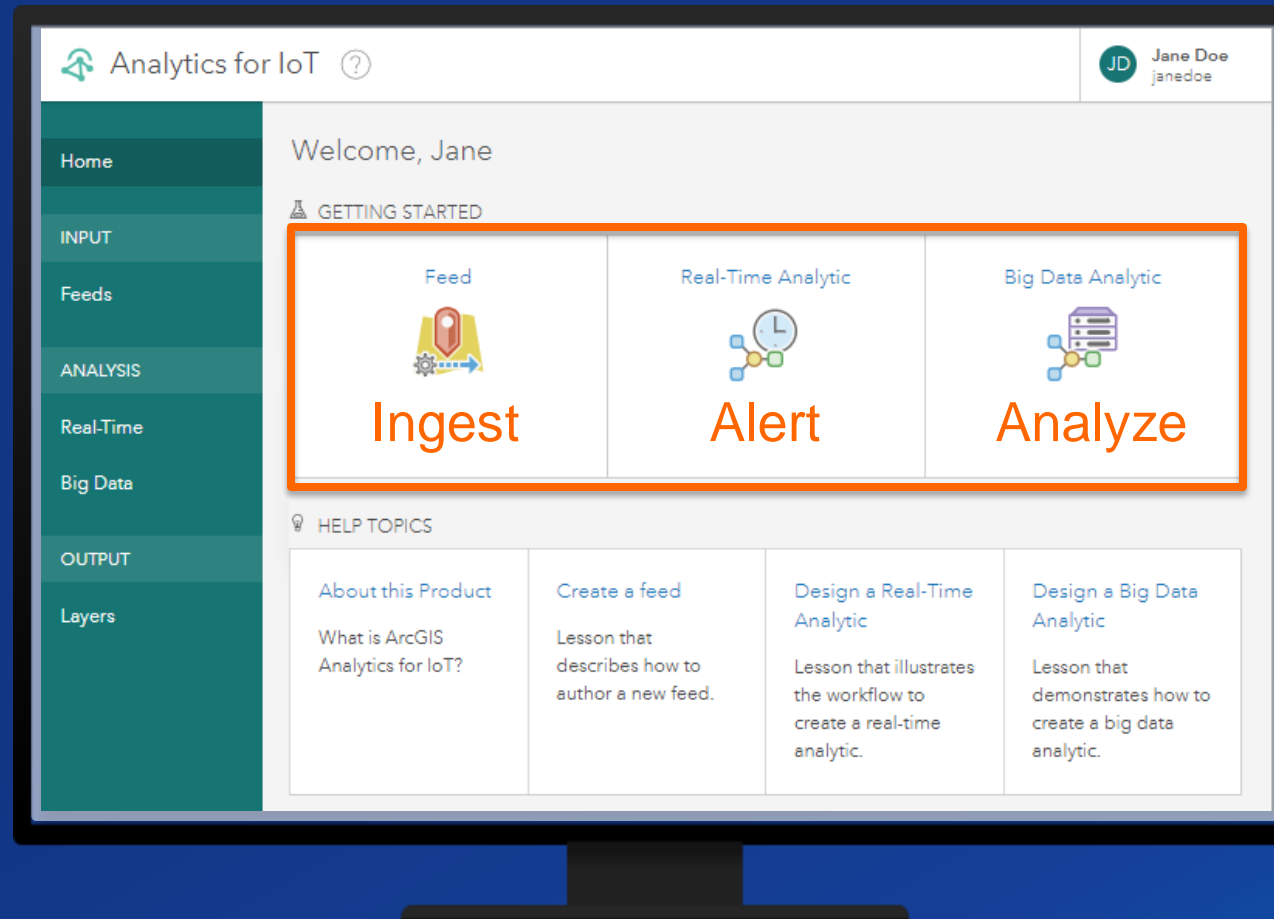 Analytics for IoT ?
JD
Jane Doe
janedoe
Home
INPUT
Feeds
ANALYSIS
Real-Time
Big Data
OUTPUT
Layers
Welcome, Jane
GETTING STARTED
Feed
Ingest
Real-Time Analytic
Alert
Big Data Analytic
Analyze
HELP TOPICS
About this Product
What is ArcGIS
Analytics for IoT?
Create a feed
Lesson that
describes how to
author a new feed.
Design a Real-Time
Analytic
Lesson that illustrates
the workflow to
create a real-time
analytic.
Design a Big Data
Analytic
Lesson that
demonstrates how to
create a big data
analytic.